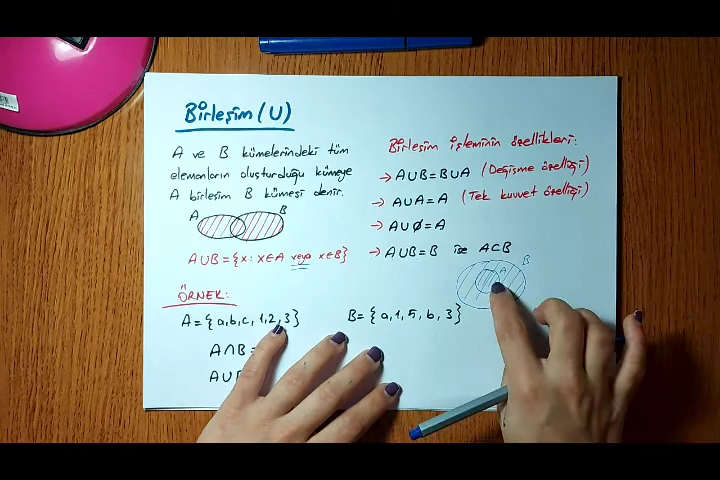 Birleşim (U)
A ve B kümelerindeki tüm
elemanların oluşturduğu kümeye
A birleşim B kümesi denir.
A B
A∪B={x: x∈A veya x∈B}
ÖRNEK:
A={a,b,c,1,2,3}
A∩B=
A∪
Birleşim işleminin özellikleri:
→ A∪B=B∪A (Değişme özelliği)
→ A∪A=A (Tek kuvvet özelliği)
→ A∪∅=A
→ A∪B=B ise A⊂B
B
A
B={a,1,5,b,3}